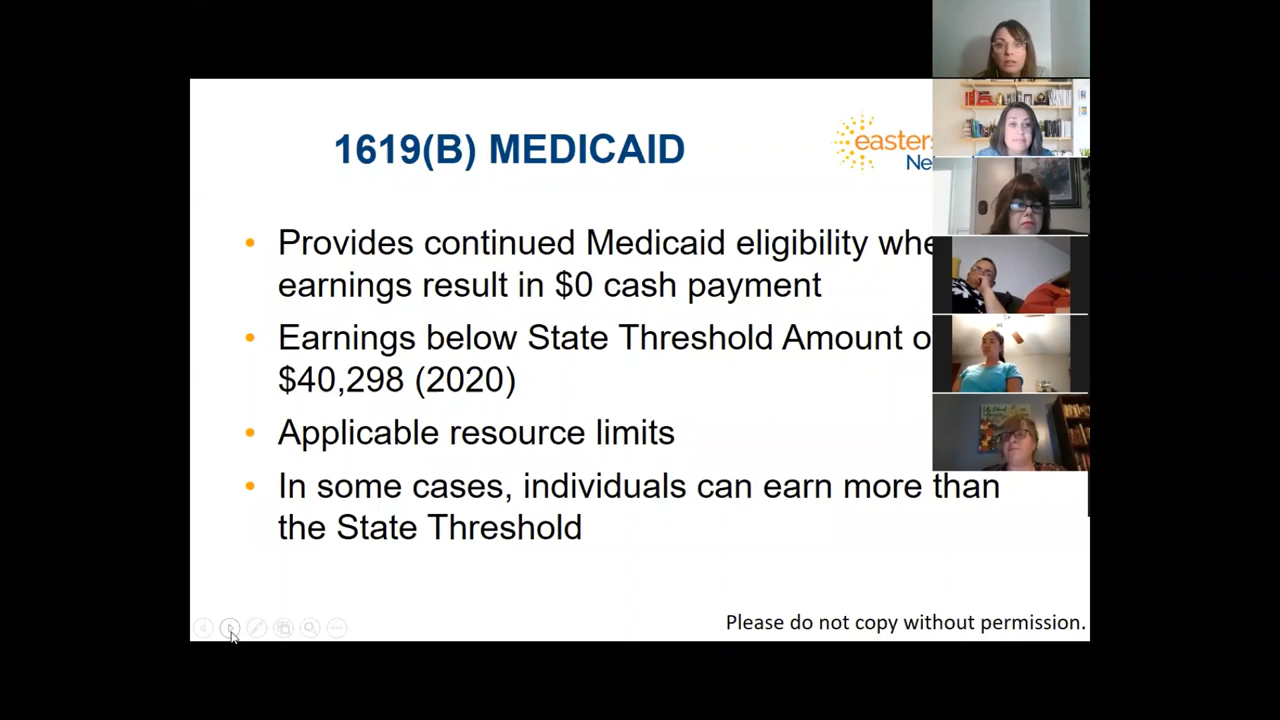 1619(B) MEDICAID
easters
Ne
• Provides continued Medicaid eligibility whe
earnings result in $0 cash payment
• Earnings below State Threshold Amount o
$40,298 (2020)
• Applicable resource limits
• In some cases, individuals can earn more than
the State Threshold
Please do not copy without permission.